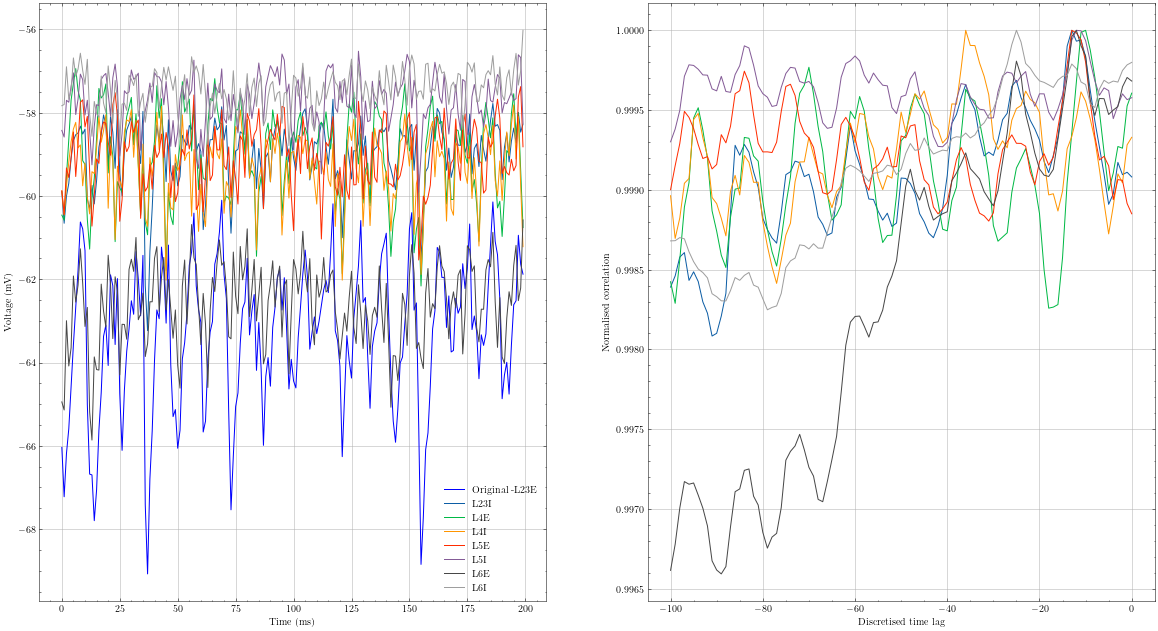 −56
−58
−60
−62
−64
−66
−68
Voltage (mV)
0
25
50
75
100
125
150
175
200
Time (ms)
Original -L23E
L23I
L4E
L4I
L5E
L5I
L6E
L6I
1.0000
0.9995
0.9990
0.9985
0.9980
0.9975
0.9970
0.9965
Normalised correlation
−100
−80
−60
−40
−20
0
Discretised time lag